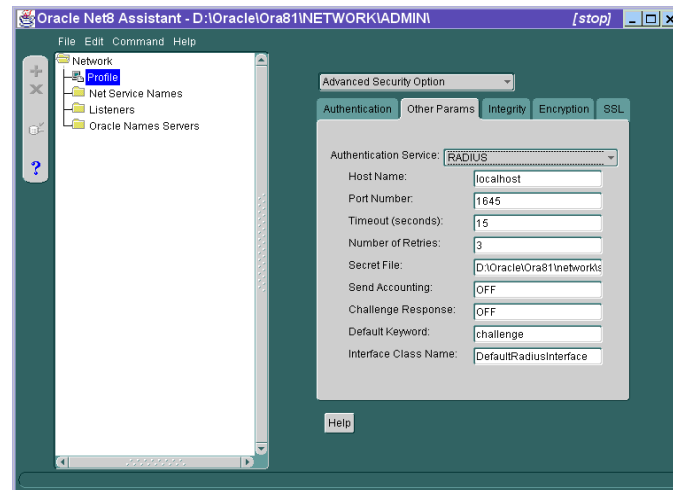 Oracle Net8 Assistant - D:\Oracle\Ora81\NETWORK\ADMIN\ [stop]
File Edit Command Help
Network
Profile
Net Service Names
Listeners
Oracle Names Servers
?
Advanced Security Option
Authentication Other Params Integrity Encryption SSL
Authentication Service: RADIUS
Host Name: localhost
Port Number: 1645
Timeout (seconds): 15
Number of Retries: 3
Secret File: D:\Oracle\Ora81\network\s
Send Accounting: OFF
Challenge Response: OFF
Default Keyword: challenge
Interface Class Name: DefaultRadiusInterface
Help